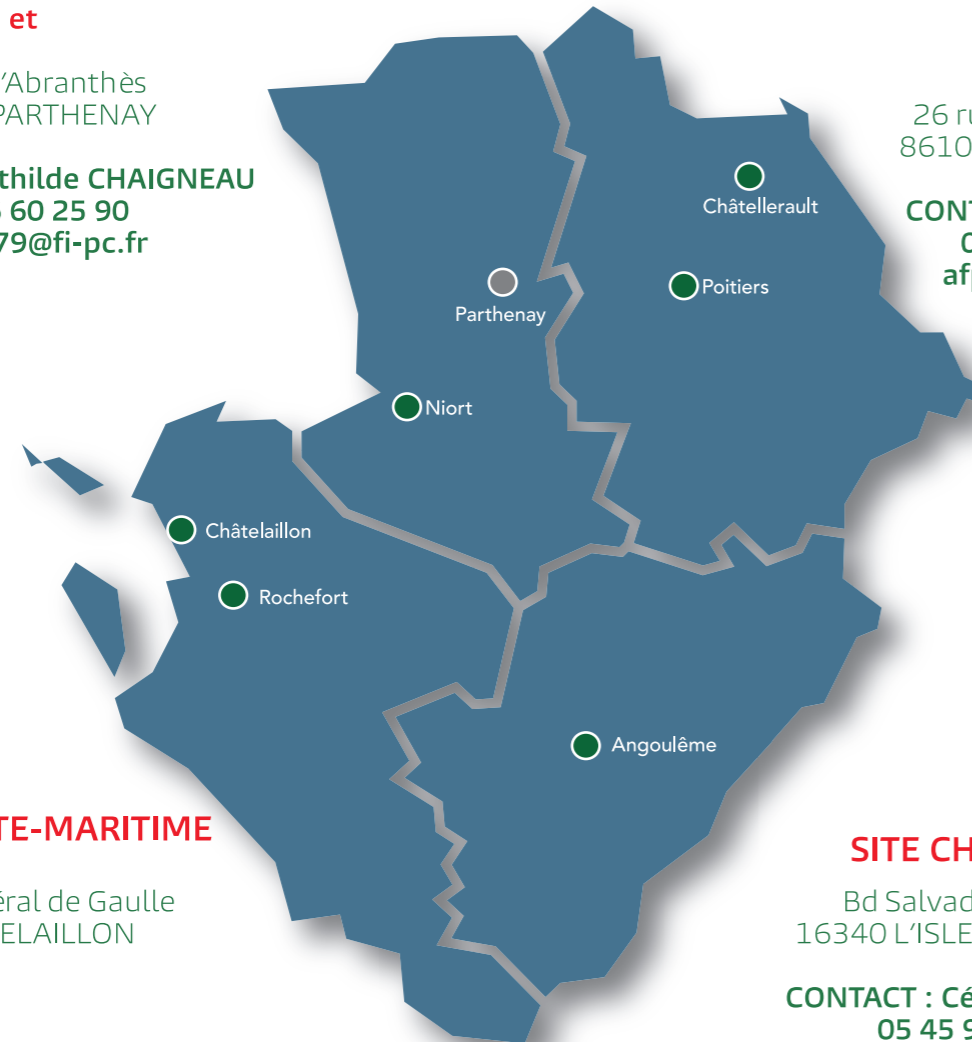 et
'Abranthès
PARTHENAY
thilde CHAIGNEAU
60 25 90
79@fi-pc.fr
26 ru
8610
CONT
0
afp
Châtellerault
Poitiers
Parthenay
Niort
Châtelaillon
Rochefort
Angoulême
TE-MARITIME
éral de Gaulle
ELAILLON
SITE CH
Bd Salvad
16340 L'ISLE
CONTACT : Cé
05 45 9